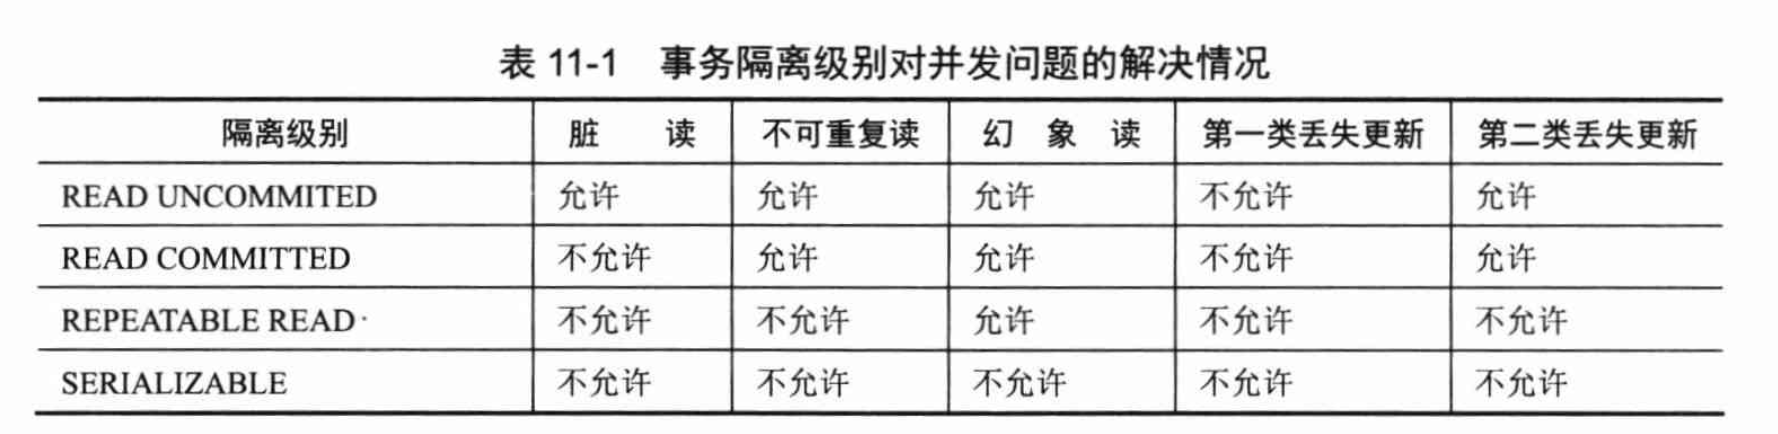 表 11-1 事务隔离级别对并发问题的解决情况
隔离级别 脏 读 不可重复读 幻 象 读 第一类丢失更新 第二类丢失更新
READ UNCOMMITED 允许 允许 允许 不允许 允许
READ COMMITTED 不允许 允许 允许 不允许 允许
REPEATABLE READ 不允许 不允许 允许 不允许 不允许
SERIALIZABLE 不允许 不允许 不允许 不允许 不允许